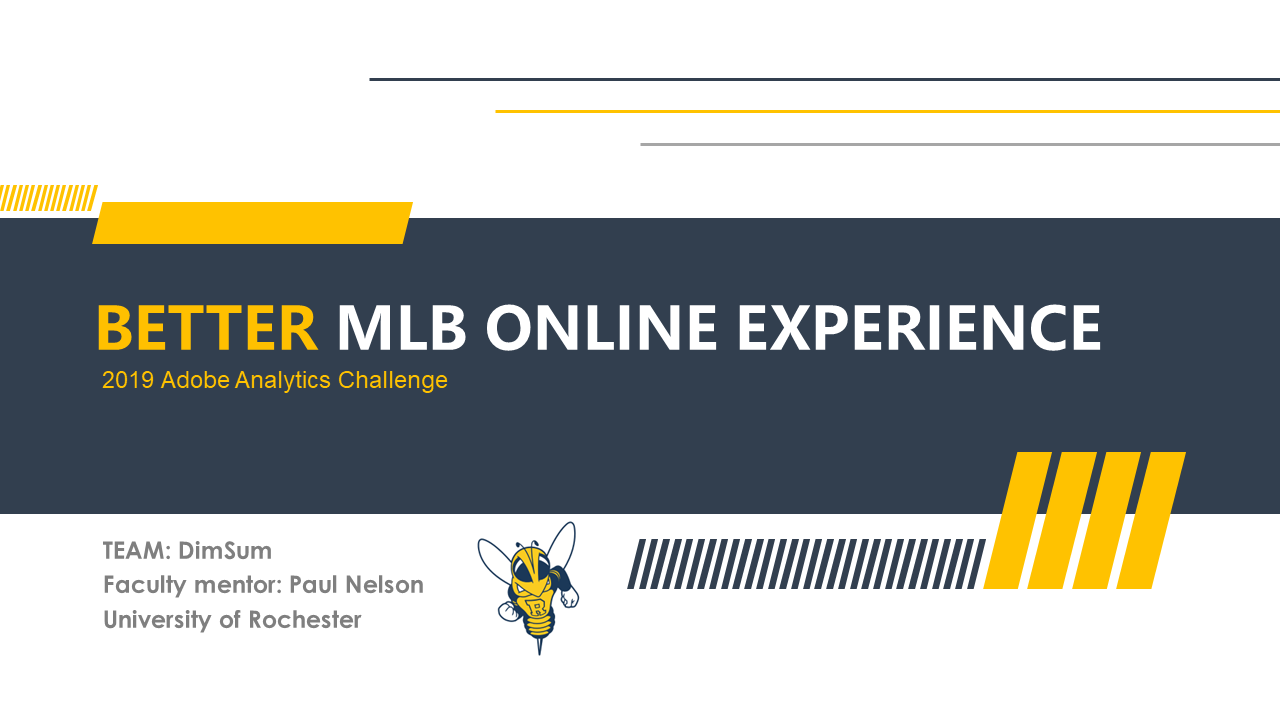 BETTER MLB ONLINE EXPERIENCE
2019 Adobe Analytics Challenge
TEAM: DimSum
Faculty mentor: Paul Nelson
University of Rochester
R